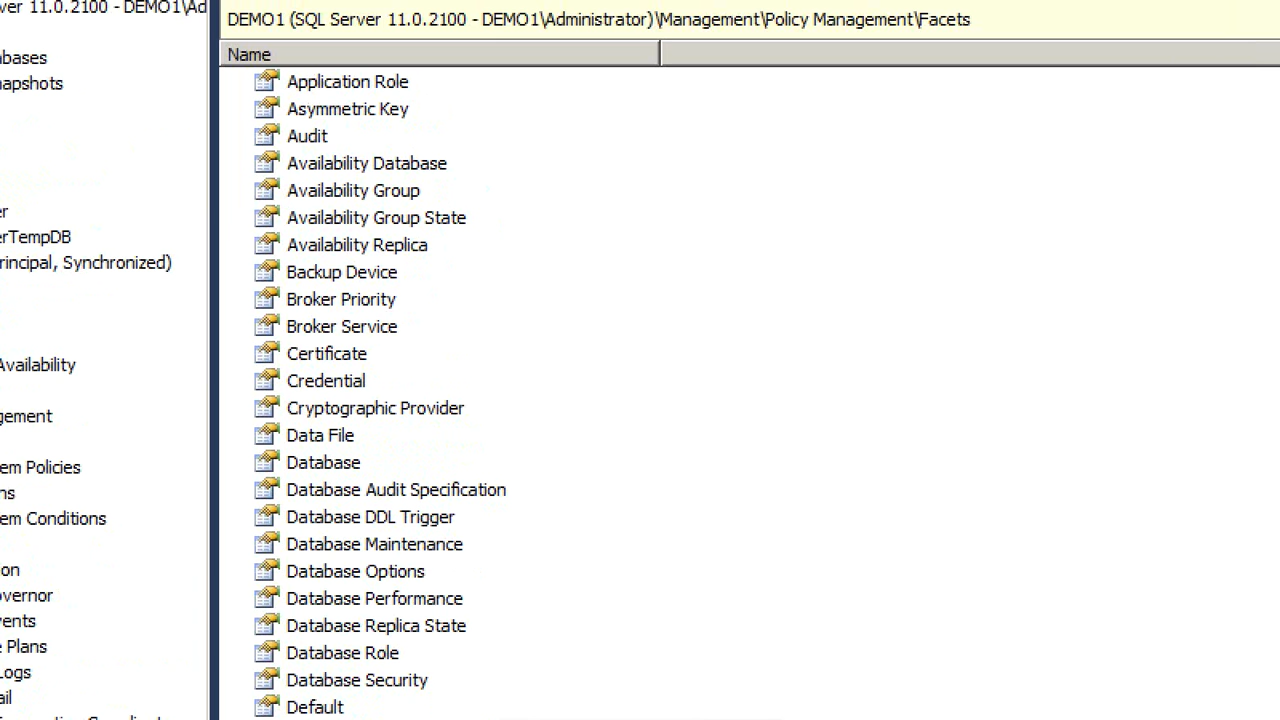 ver 11.0.2100 - DEMO1\Ad
bases
apshots
er
erTempDB
rincipal, Synchronized)
Availability
gement
em Policies
ns
em Conditions
on
overnor
vents
e Plans
Logs
ail
DEMO1 (SQL Server 11.0.2100 - DEMO1\Administrator)\Management\Policy Management\Facets
Name
Application Role
Asymmetric Key
Audit
Availability Database
Availability Group
Availability Group State
Availability Replica
Backup Device
Broker Priority
Broker Service
Certificate
Credential
Cryptographic Provider
Data File
Database
Database Audit Specification
Database DDL Trigger
Database Maintenance
Database Options
Database Performance
Database Replica State
Database Role
Database Security
Default